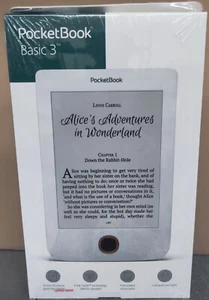 PocketBook
Basic 3™
PocketBook
Lewis Carroll
Alice's Adventures
in Wonderland
Chapter 1
Down the Rabbit-Hole
Alice was beginning to get very tired of
sitting by her sister on the bank, and of
having nothing to do; once or twice she had
peeped into the book her sister was reading,
but it had no pictures or conversations in it,
'and what is the use of a book,' thought Alice
'without pictures or conversation?'
So she was considering in her own mind (as
well as she could, for the hot day made her
feel very sleepy and stupid), whether the